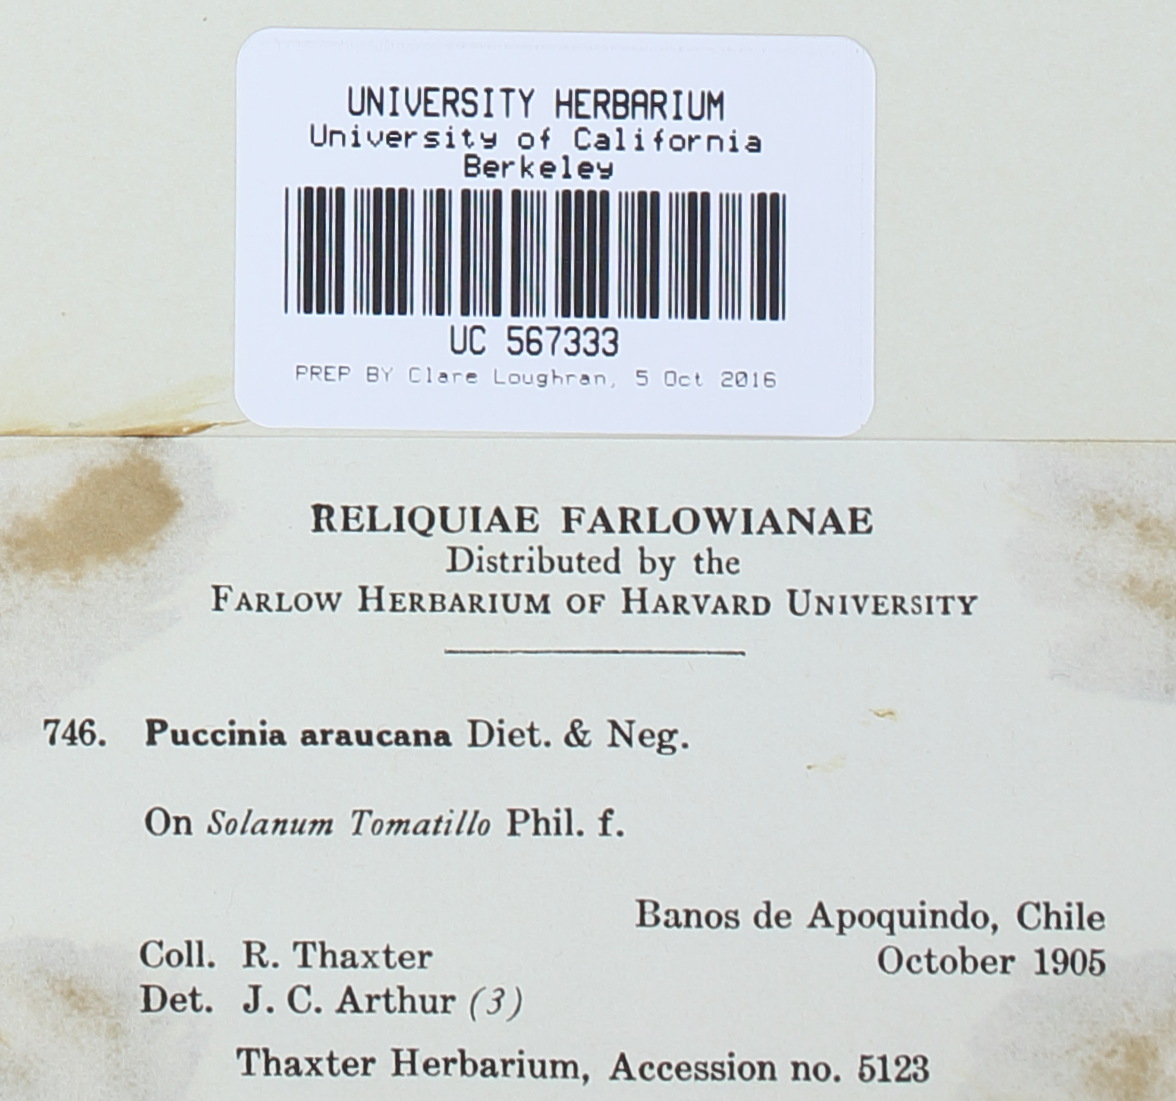 UNIVERSITY HERBARIUM
University of California
Berkeley
UC 567333
PREP BY Clare Loughran, 5 Oct 2016
RELIQUIAE FARLOWIANAE
Distributed by the
FARLOW HERBARIUM OF HARVARD UNIVERSITY
746. Puccinia araucana Diet. & Neg.
On Solanum Tomatillo Phil. f.
Banos de Apoquindo, Chile
Coll. R. Thaxter October 1905
Det. J. C. Arthur (3)
Thaxter Herbarium, Accession no. 5123